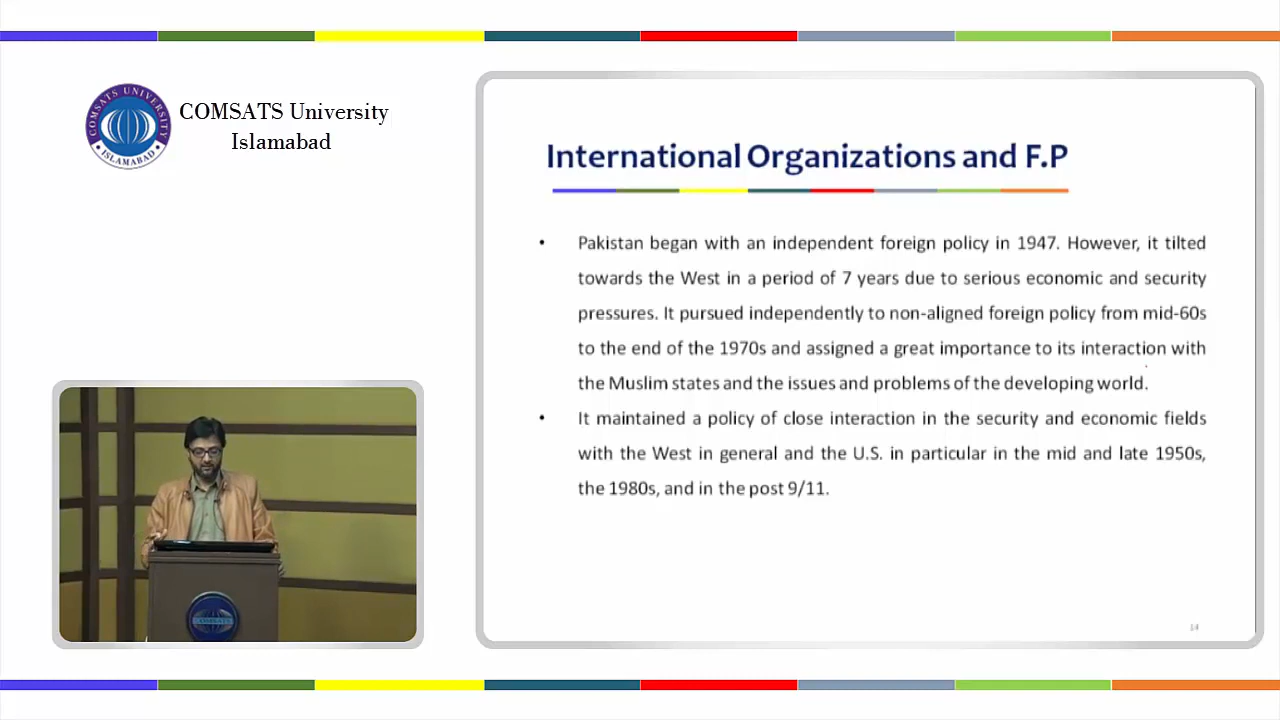 COMSATS UNIVERSITY
ISLAMABAD
COMSATS University
Islamabad
International Organizations and F.P
• Pakistan began with an independent foreign policy in 1947. However, it tilted
towards the West in a period of 7 years due to serious economic and security
pressures. It pursued independently to non-aligned foreign policy from mid-60s
to the end of the 1970s and assigned a great importance to its interaction with
the Muslim states and the issues and problems of the developing world.
• It maintained a policy of close interaction in the security and economic fields
with the West in general and the U.S. in particular in the mid and late 1950s,
the 1980s, and in the post 9/11.
14